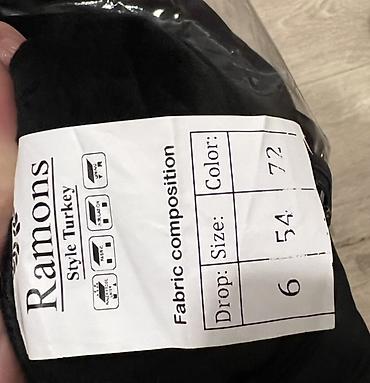 Ramons
Style Turkey
Fabric composition
Drop: Size: Color:
6 54 72